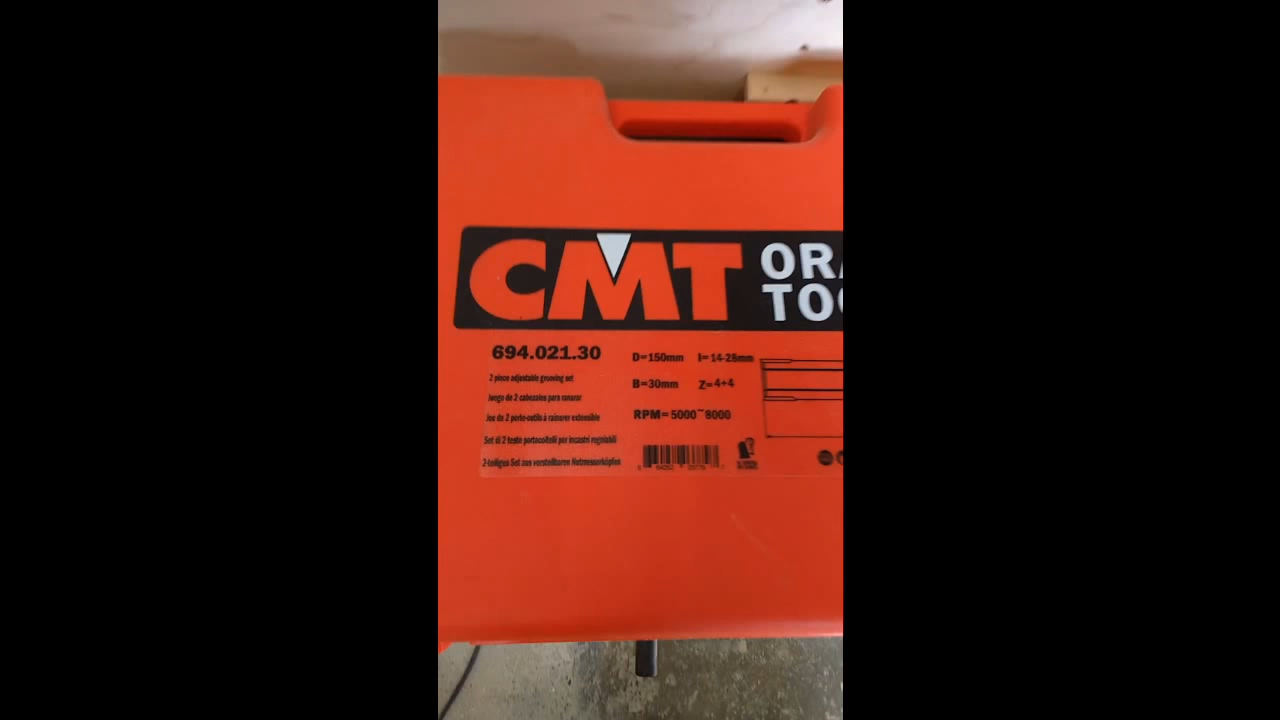 CMT ORA
TOO
694.021.30
D=150mm I=14-28mm
2 piece adjustable grooving set
B=30mm Z=4+4
Juego de 2 cabezales para ranurar
Jeu de 2 porte-outils à rainurer extensible
RPM=5000~8000
Set di 2 teste portacoltelli per incastri regolabili
2-teiliges Set aus verstellbaren Nutmesserköpfen